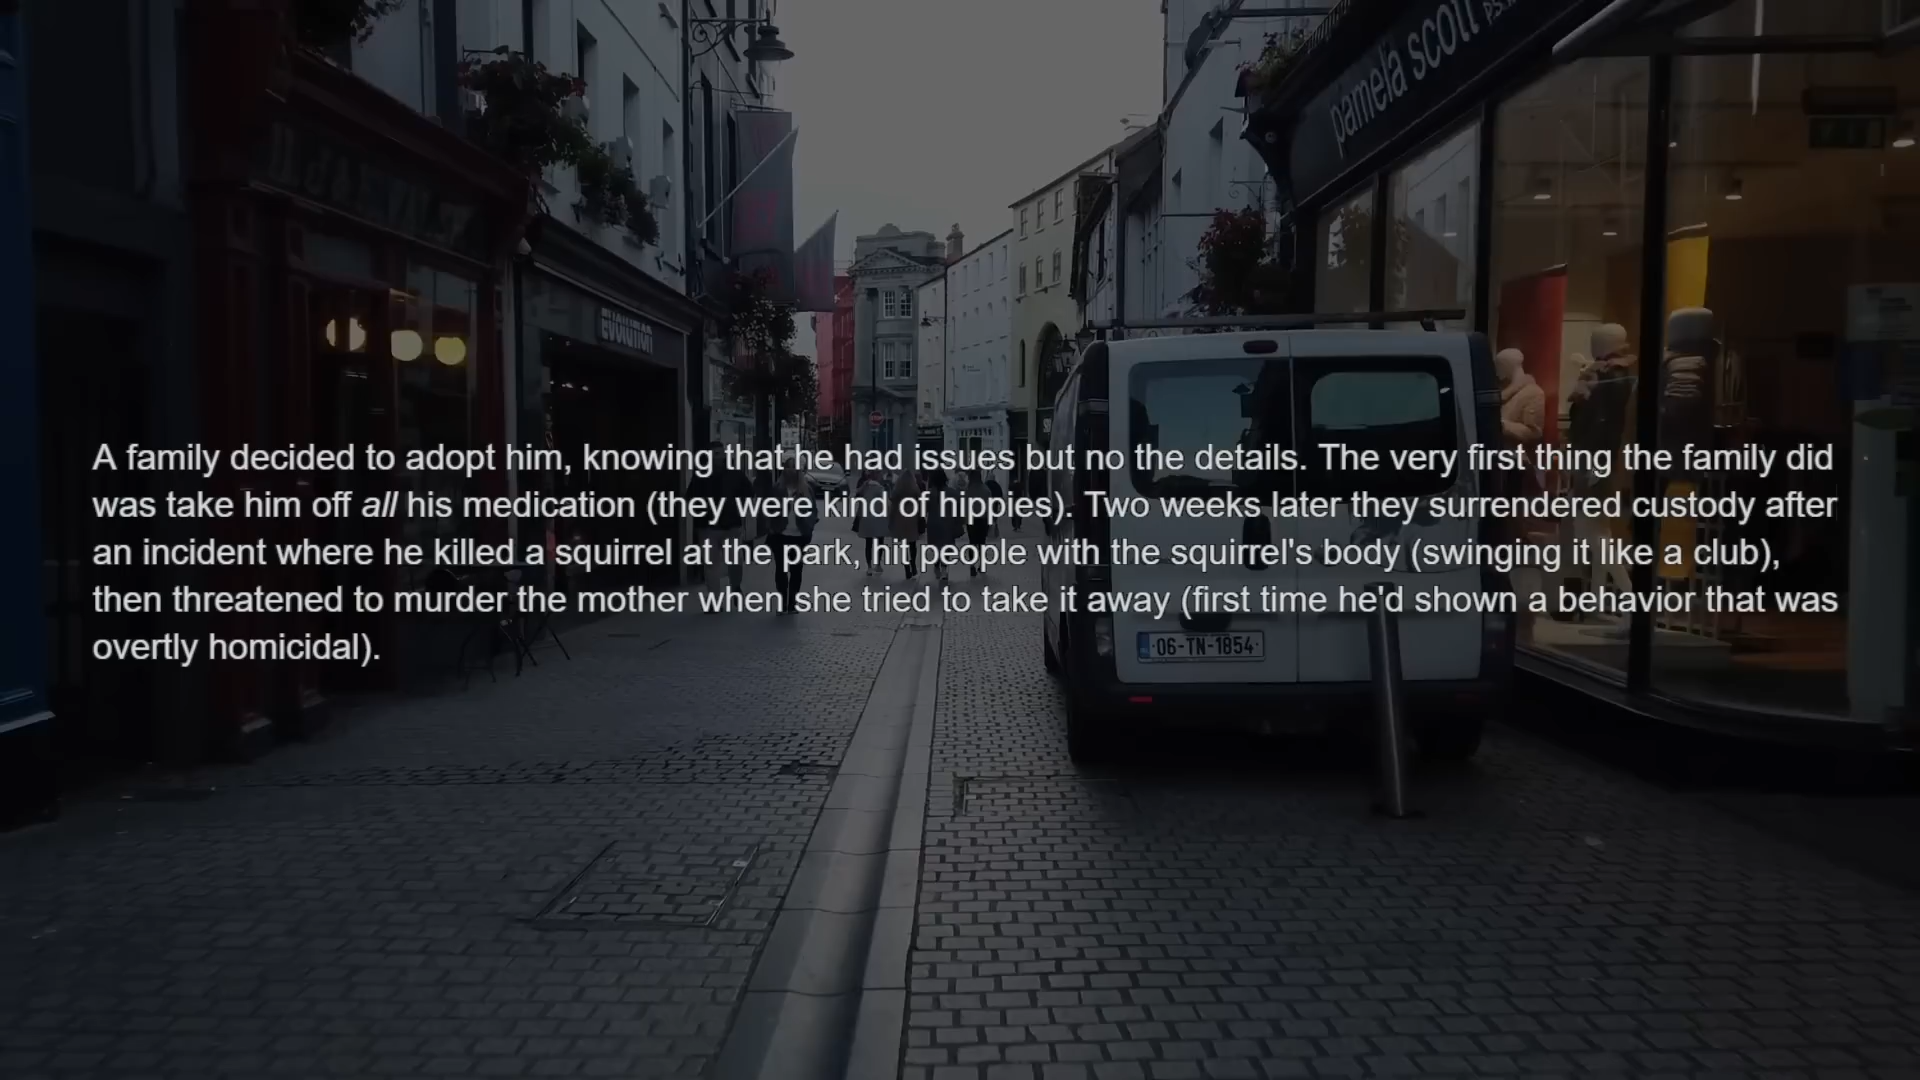 pamela scott
EVOLUTION
A family decided to adopt him, knowing that he had issues but no the details. The very first thing the family did
was take him off all his medication (they were kind of hippies). Two weeks later they surrendered custody after
an incident where he killed a squirrel at the park, hit people with the squirrel's body (swinging it like a club),
then threatened to murder the mother when she tried to take it away (first time he'd shown a behavior that was
overtly homicidal).
06-TN-1854